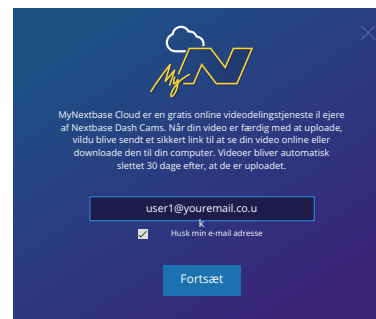 My N
MyNextbase Cloud er en gratis online videodelingstjeneste il ejere
af Nextbase Dash Cams. Når din video er færdig med at uploade,
vildu blive sendt et sikkert link til at se din video online eller
downloade den til din computer. Videoer bliver automatisk
slettet 30 dage efter, at de er uploadet.
user1@youremail.co.u
k
Husk min e-mail adresse
Fortsæt